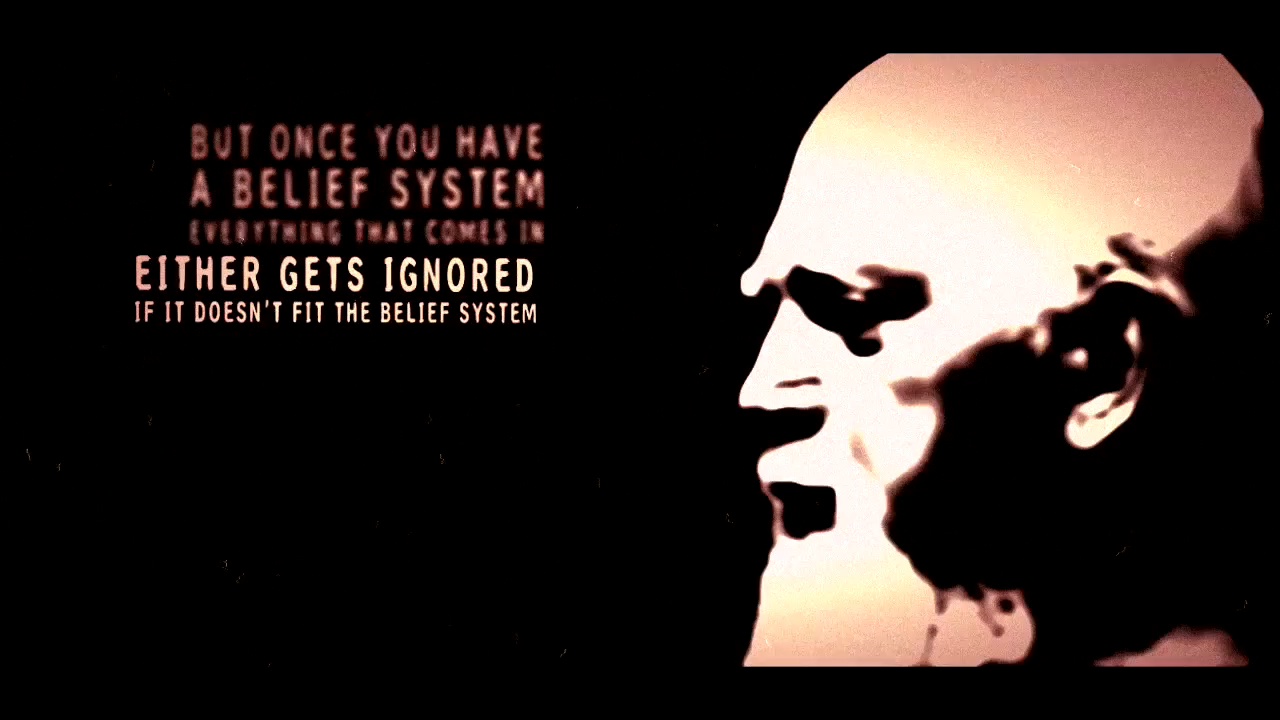 BUT ONCE YOU HAVE
A BELIEF SYSTEM
EVERYTHING THAT COMES IN
EITHER GETS IGNORED
IF IT DOESN'T FIT THE BELIEF SYSTEM